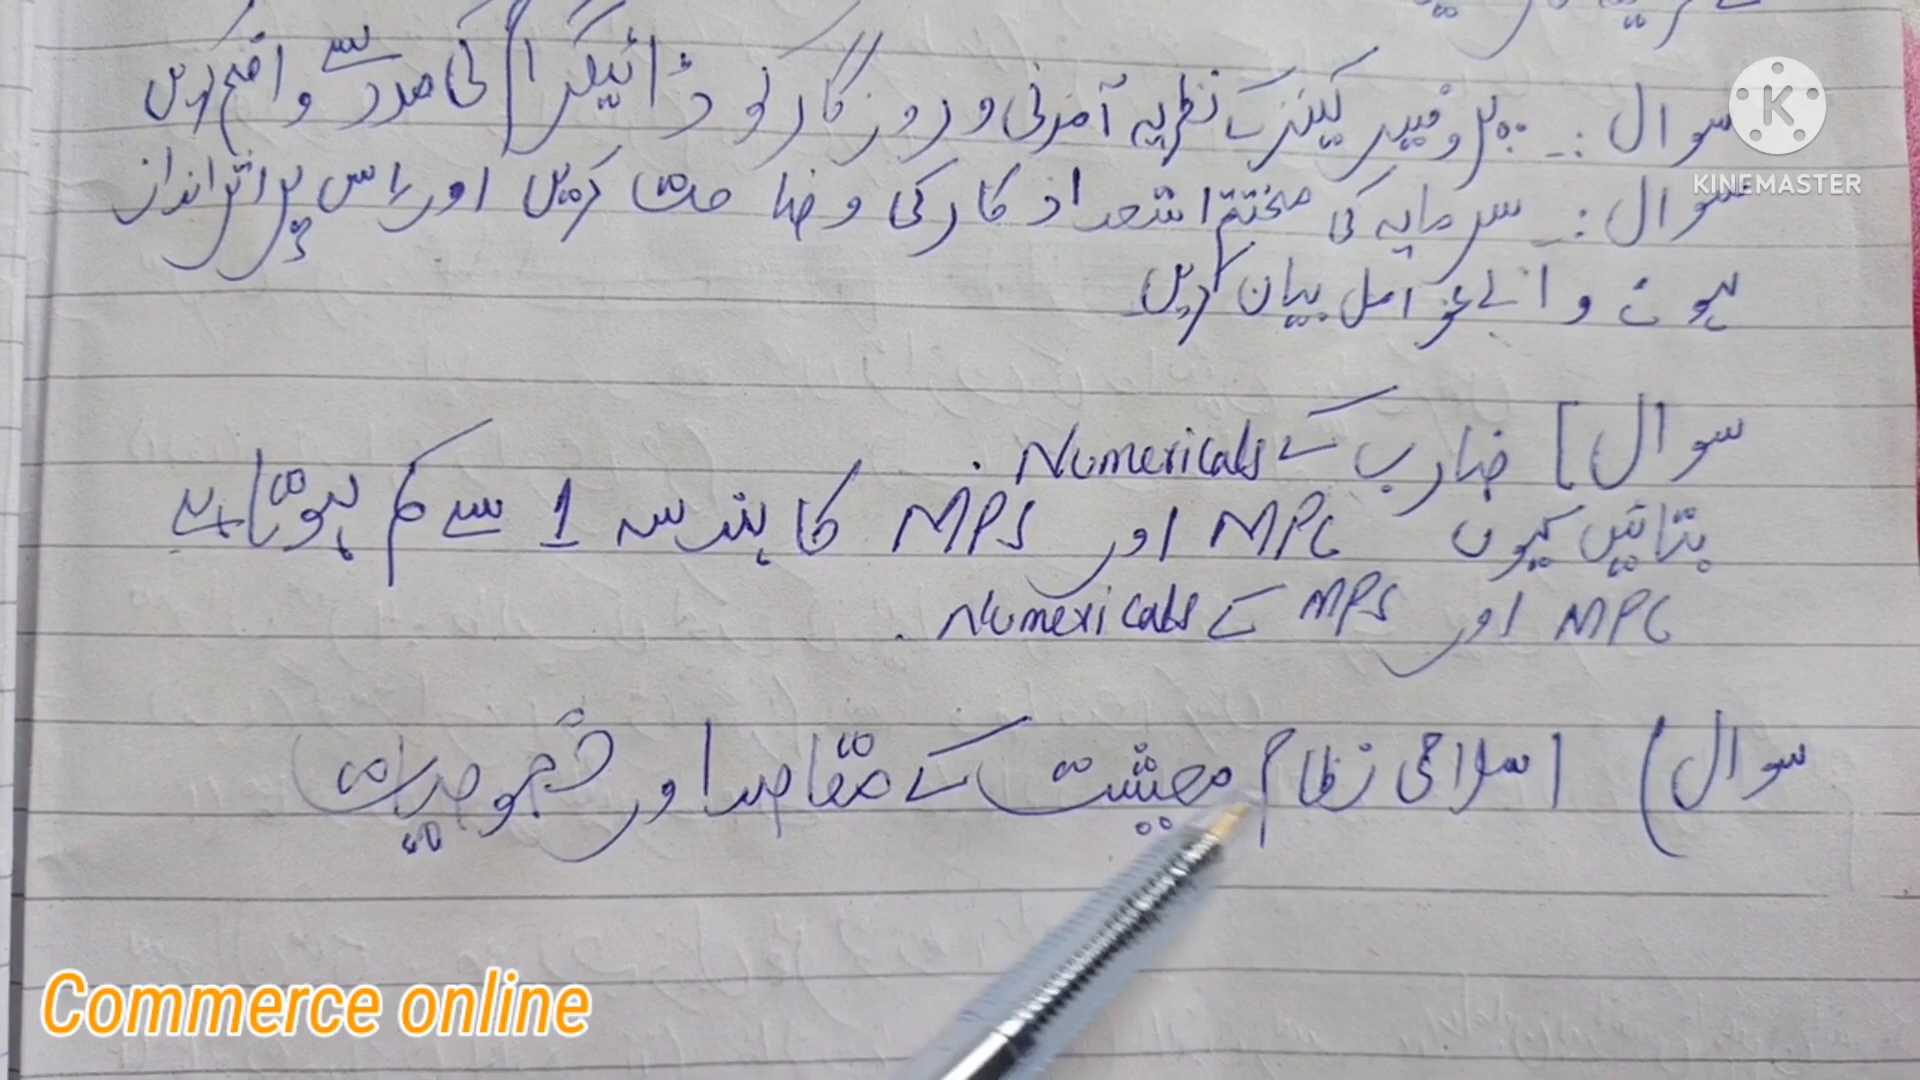 سوال :۔ پروفیسر کینز کے نظریہ آمدنی و روزگار کو ڈائیگرام کی مدد سے واضح کریں
سوال :۔ سرمایہ کی مختتم استعداد کار کی وضاحت کریں اور اس پر اثر انداز
ہونے والے عوامل بیان کریں
سوال] ضارب کے Numericals.
بتائیں کیوں MPC اور MPS کا ہندسہ 1 سے کم ہوتا ہے
MPC اور MPS کے Numericals.
سوال) اسلامی نظام معیشت کے مقاصد اور خصوصیات
KINEMASTER
Commerce online